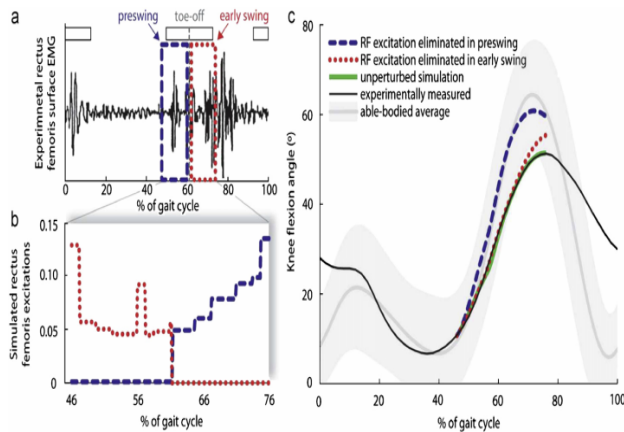 a
preswing
toe-off
early swing
Experimnetal rectus
femoris surface EMG
0 20 40 60 80 100
% of gait cycle
b
Simulated rectus
femoris excitations
0.15
0.10
0.05
0
46 56 66 76
% of gait cycle
c
RF excitation eliminated in preswing
RF excitation eliminated in early swing
unperturbed simulation
experimentally measured
able-bodied average
Knee flexion angle (°)
80
60
40
20
0
0 20 40 60 80 100
% of gait cycle